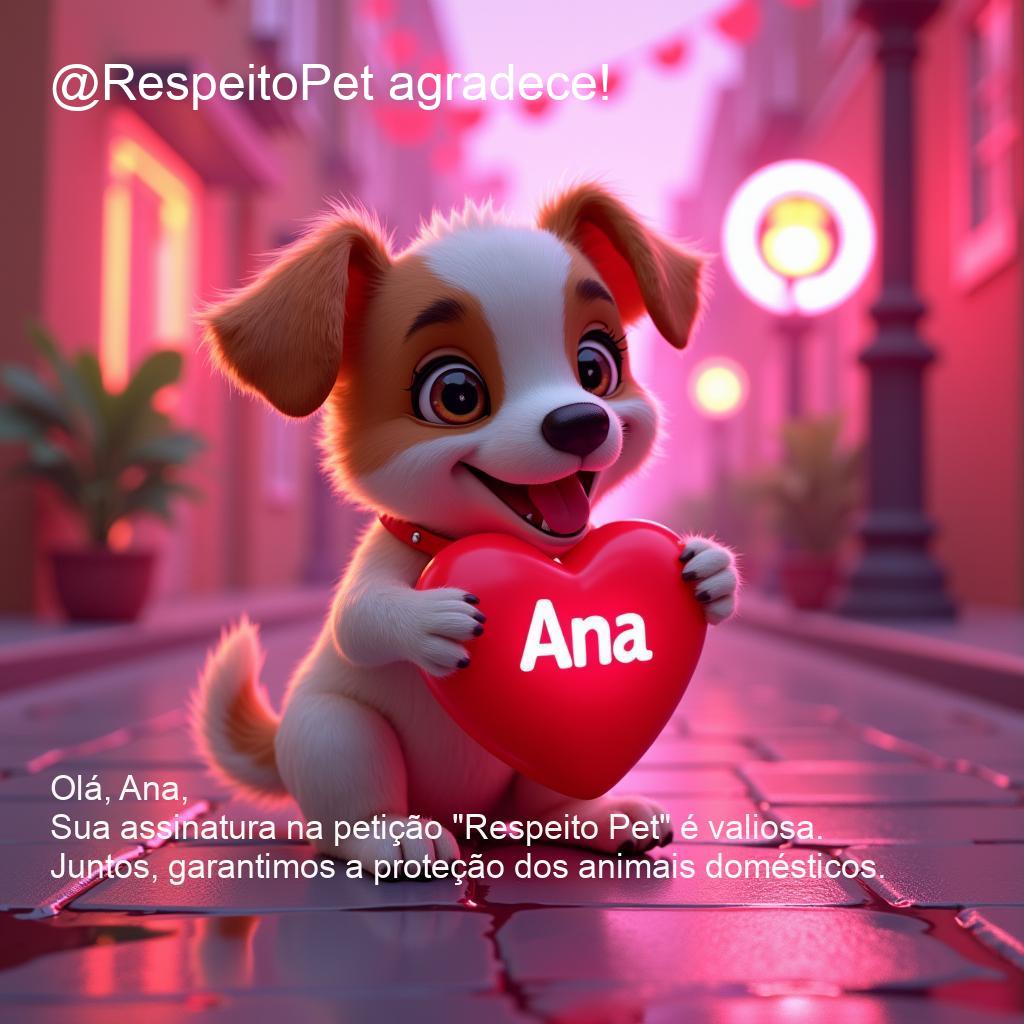 @RespeitoPet agradece!
Ana
Olá, Ana,
Sua assinatura na petição "Respeito Pet" é valiosa.
Juntos, garantimos a proteção dos animais domésticos.